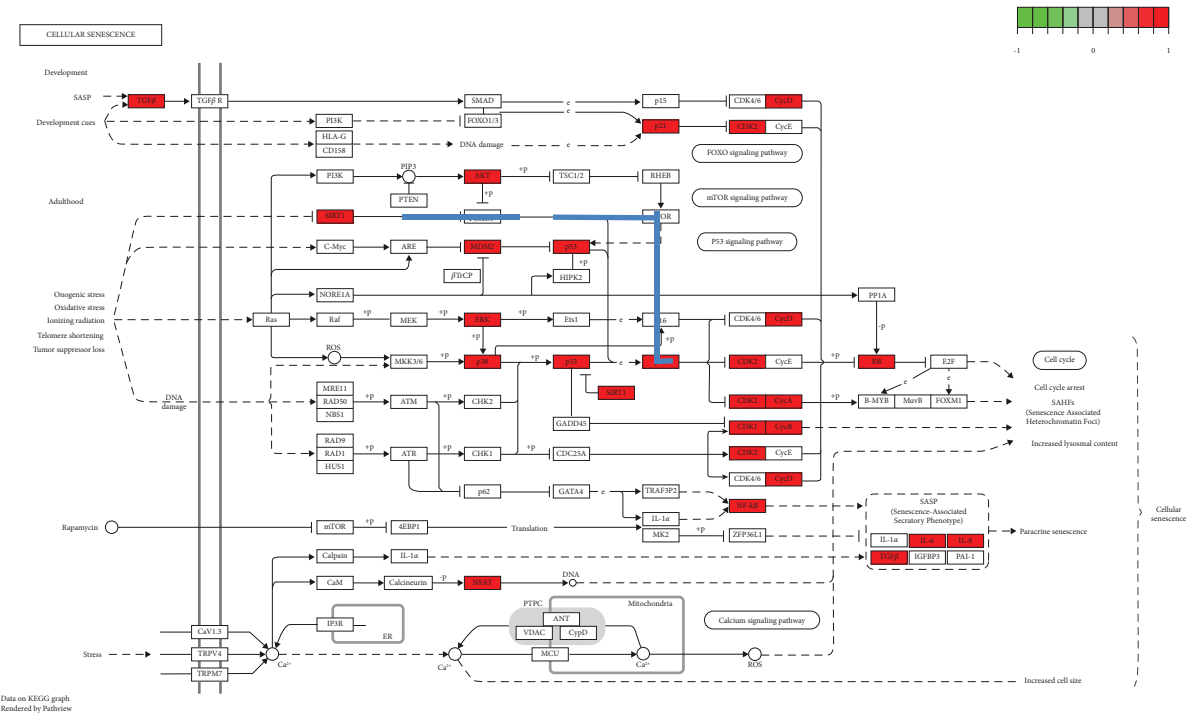 CELLULAR SENESCENCE
-1 0 1
Development
SASP
TGFβ
TGFβ R
SMAD
e
p15
CDK4/6 CycD
Development cues
PI3K
FOXO1/3
e
p21
CDK2 CycE
HLA-G
CD158
DNA damage
e
FOXO signaling pathway
PIP3
PI3K
AKT
+p
TSC1/2
RHEB
PTEN
+p
mTOR signaling pathway
Adulthood
SIRT1
TOR
C-Myc
ARE
MDM2
p53
P53 signaling pathway
βTrCP
+p
HIPK2
Onogenic stress
Oxidative stress
Ionizing radiation
Telomere shortening
Tumor suppressor loss
NORE1A
PP1A
-p
Ras
Raf
+p
MEK
+p
ERK
+p
Ets1
e
16
CDK4/6 CycD
+p
ROS
MKK3/6
+p
p38
+p
p53
e
CDK2 CycE
+p
RB
E2F
Cell cycle
SIRT1
e
e
Cell cycle arrest
DNA
damage
MRE11
RAD50
NBS1
+p
ATM
+p
CHK2
CDK2 CycA
+p
B-MYB MuvB FOXM1
SAHFs
(Senescence Associated
Heterochromatin Foci)
GADD45
CDK1 CycB
RAD9
RAD1
HUS1
+p
ATR
+p
CHK1
+p
CDC25A
CDK2 CycE
Increased lysosmal content
CDK4/6 CycD
p62
GATA4
e
TRAF3P2
NF-kB
IL-1α
SASP
(Senescence-Associated
Secratory Phenotype)
Cellular
senescence
Rapamycin
mTOR
+p
4EBP1
Translation
MK2
+p
ZFP36L1
Paracrine senescence
IL-1α IL-6 IL-8
TGFβ IGFBP3 PAI-1
Calpain
IL-1α
CaM
Calcineurin
-p
NFAT
DNA
PTPC
Mitochondria
ANT
VDAC
CypD
MCU
IP3R
ER
Calcium signaling pathway
CaV1.3
Stress
TRPV4
TRPM7
Ca²⁺
Ca²⁺
Ca²⁺
ROS
Increased cell size
Data on KEGG graph
Rendered by Pathview